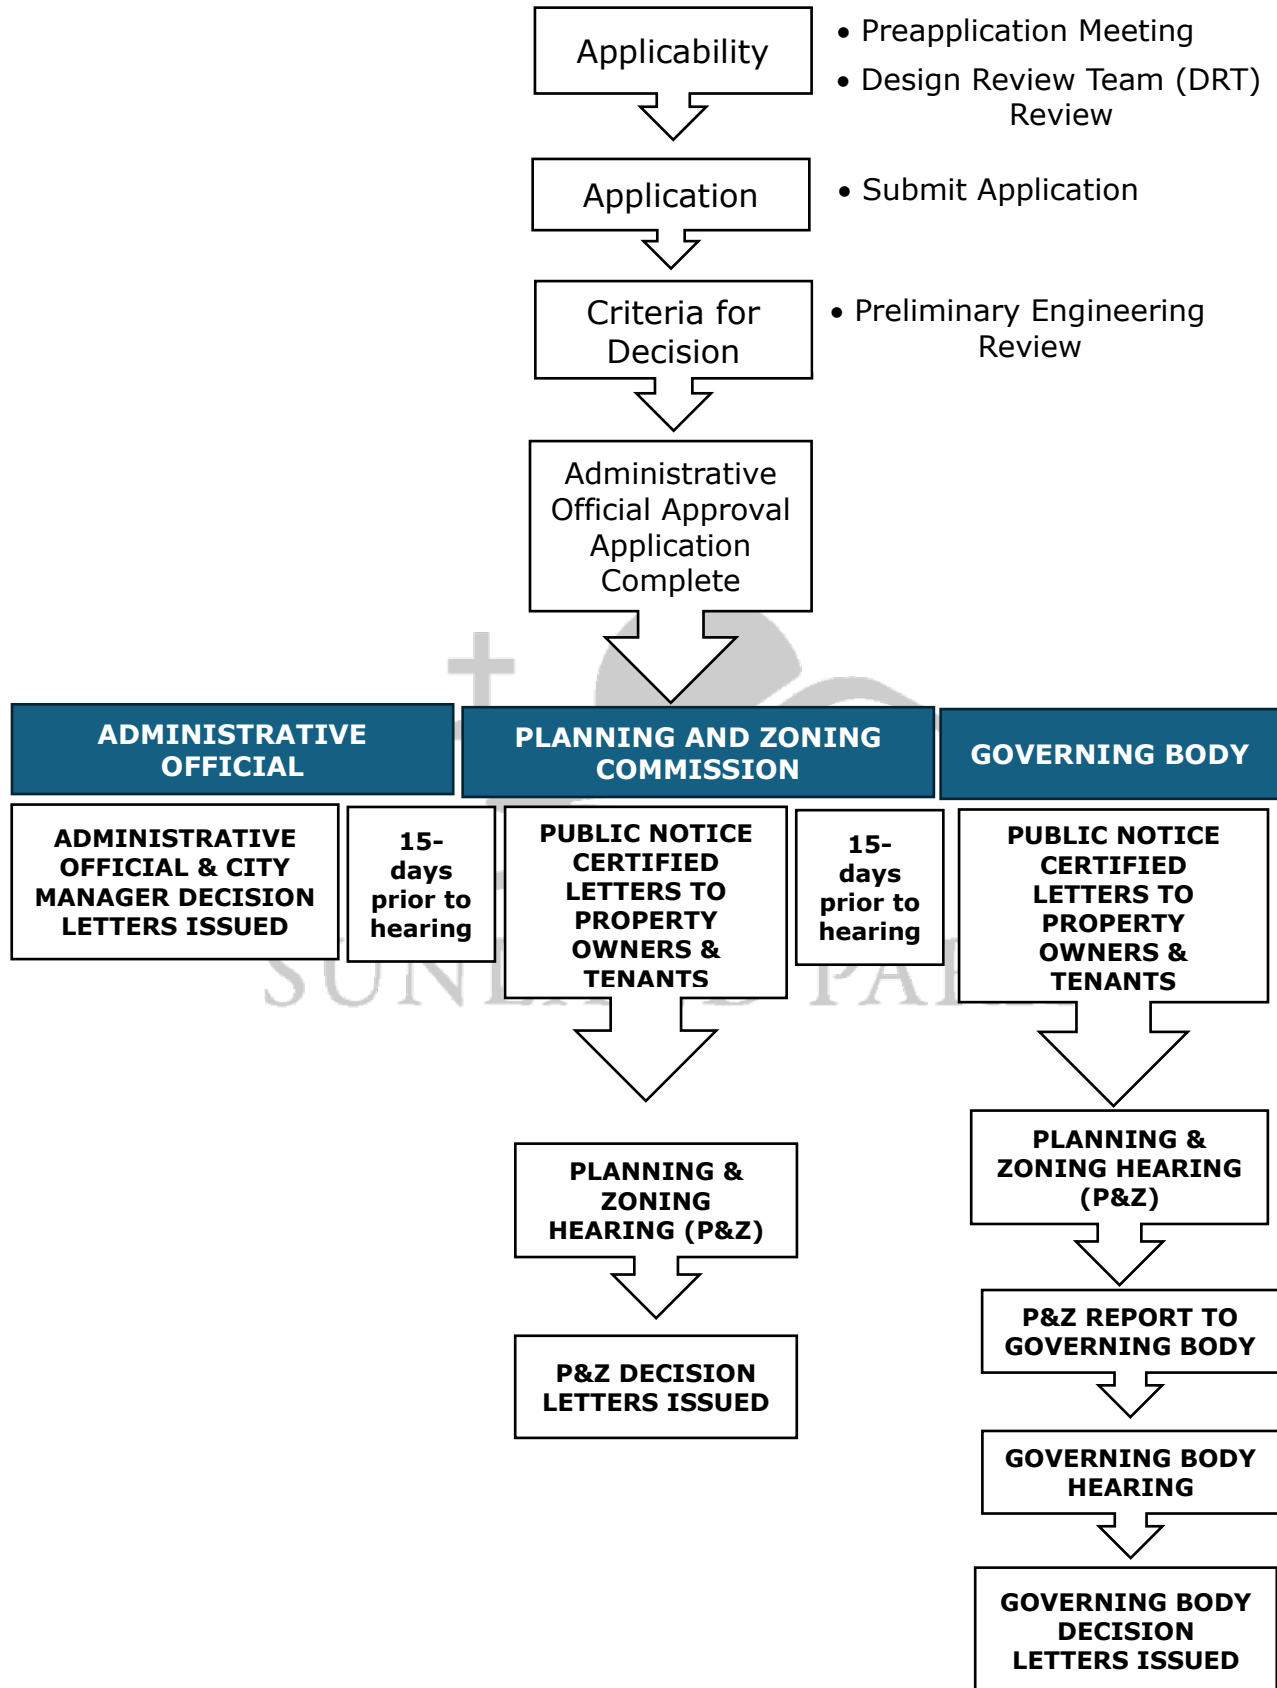 Applicability
• Preapplication Meeting
• Design Review Team (DRT)
Review
Application
• Submit Application
Criteria for
Decision
• Preliminary Engineering
Review
Administrative
Official Approval
Application
Complete
ADMINISTRATIVE
OFFICIAL
PLANNING AND ZONING
COMMISSION
GOVERNING BODY
ADMINISTRATIVE
OFFICIAL & CITY
MANAGER DECISION
LETTERS ISSUED
15-
days
prior to
hearing
PUBLIC NOTICE
CERTIFIED
LETTERS TO
PROPERTY
OWNERS &
TENANTS
15-
days
prior to
hearing
PUBLIC NOTICE
CERTIFIED
LETTERS TO
PROPERTY
OWNERS &
TENANTS
PLANNING &
ZONING
HEARING (P&Z)
P&Z DECISION
LETTERS ISSUED
PLANNING &
ZONING HEARING
(P&Z)
P&Z REPORT TO
GOVERNING BODY
GOVERNING BODY
HEARING
GOVERNING BODY
DECISION
LETTERS ISSUED